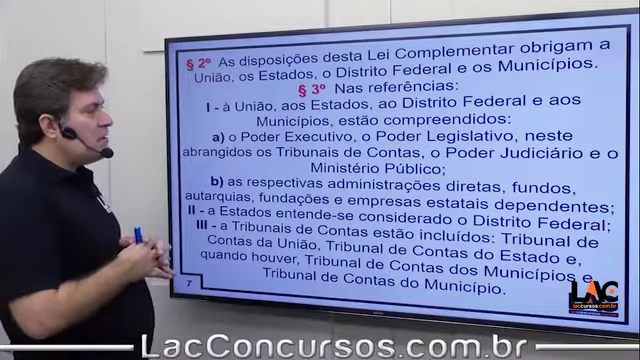 § 2º As disposições desta Lei Complementar obrigam a
União, os Estados, o Distrito Federal e os Municípios.
§ 3º Nas referências:
I - à União, aos Estados, ao Distrito Federal e aos
Municípios, estão compreendidos:
a) o Poder Executivo, o Poder Legislativo, neste
abrangidos os Tribunais de Contas, o Poder Judiciário e o
Ministério Público;
b) as respectivas administrações diretas, fundos,
autarquias, fundações e empresas estatais dependentes;
II - a Estados entende-se considerado o Distrito Federal;
III - a Tribunais de Contas estão incluídos: Tribunal de
Contas da União, Tribunal de Contas do Estado e,
quando houver, Tribunal de Contas dos Municípios e
Tribunal de Contas do Município.
7
LAC
laccursos.com.br
LacConcursos.com.br